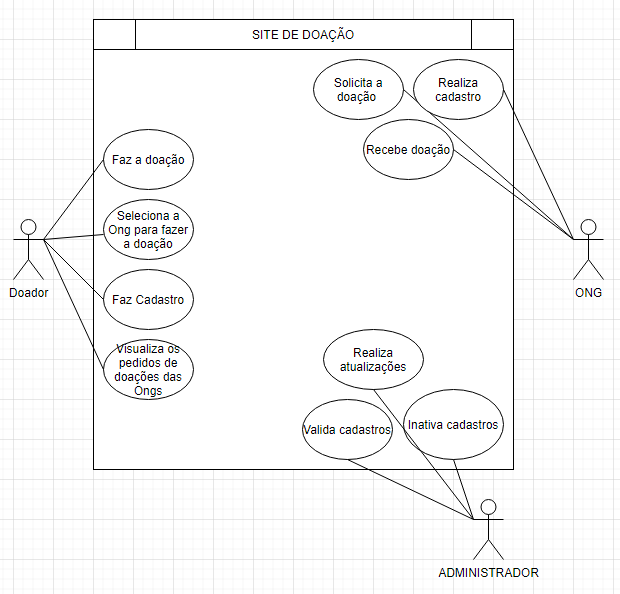 SITE DE DOAÇÃO
Solicita a
doação
Realiza
cadastro
Recebe doação
Faz a doação
Seleciona a
Ong para fazer
a doação
Faz Cadastro
Visualiza os
pedidos de
doações das
Ongs
Doador
ONG
Realiza
atualizações
Valida cadastros
Inativa cadastros
ADMINISTRADOR